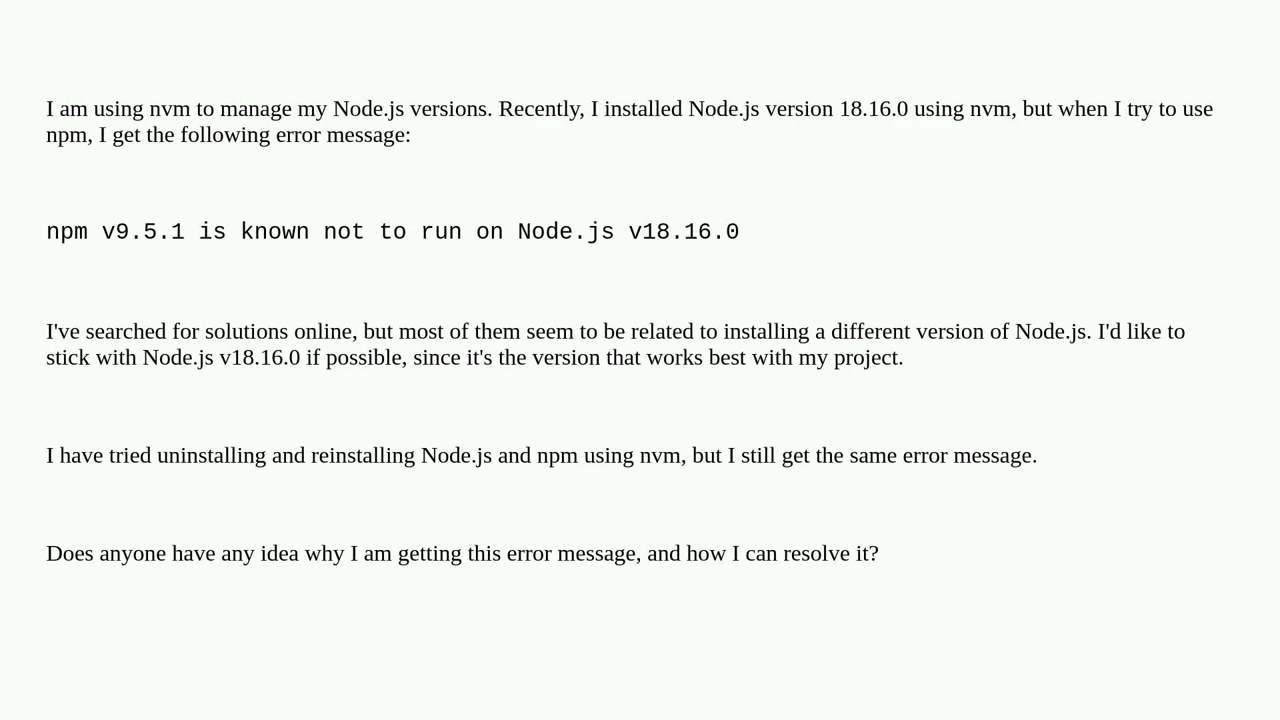 I am using nvm to manage my Node.js versions. Recently, I installed Node.js version 18.16.0 using nvm, but when I try to use
npm, I get the following error message:
npm v9.5.1 is known not to run on Node.js v18.16.0
I've searched for solutions online, but most of them seem to be related to installing a different version of Node.js. I'd like to
stick with Node.js v18.16.0 if possible, since it's the version that works best with my project.
I have tried uninstalling and reinstalling Node.js and npm using nvm, but I still get the same error message.
Does anyone have any idea why I am getting this error message, and how I can resolve it?